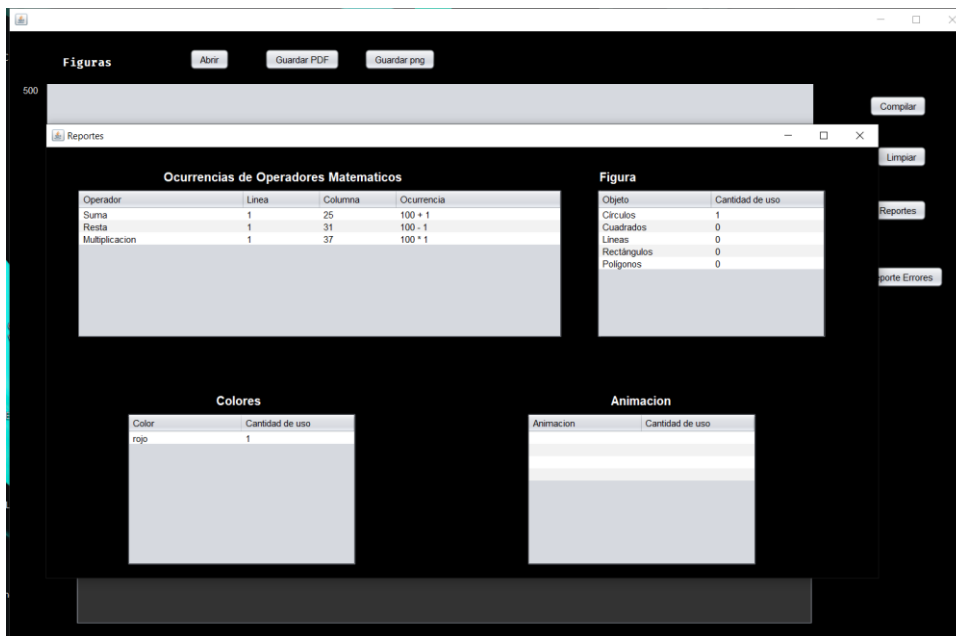 Figuras Abrir Guardar PDF Guardar png
500
Compilar
Reportes
Limpiar
Ocurrencias de Operadores Matematicos
Operador Linea Columna Ocurrencia
Suma 1 25 100 + 1
Resta 1 31 100 - 1
Multiplicacion 1 37 100 * 1
Figura
Objeto Cantidad de uso
Círculos 1
Cuadrados 0
Líneas 0
Rectángulos 0
Polígonos 0
Reportes
porte Errores
Colores
Color Cantidad de uso
rojo 1
Animacion
Animacion Cantidad de uso